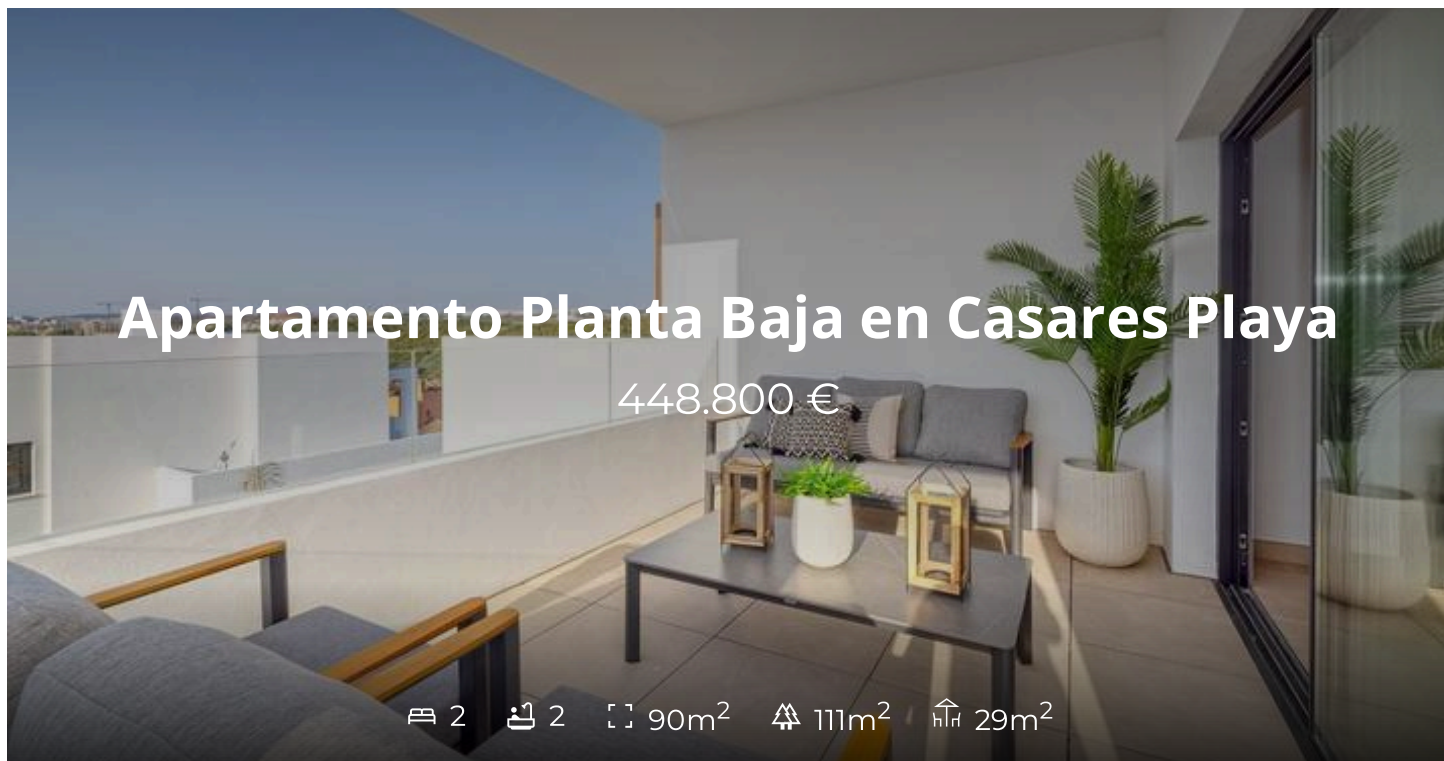 Apartamento Planta Baja en Casares Playa
448.800 €
2 2 90m² 111m² 29m²